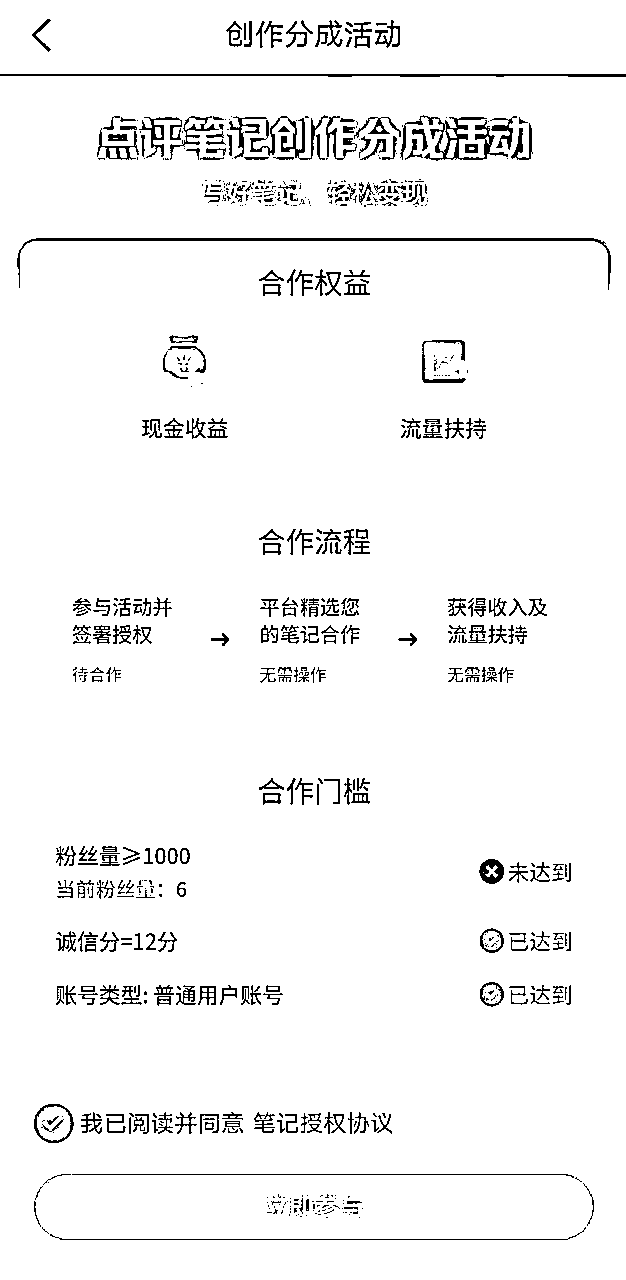 创作分成活动
点评笔记创作分成活动
写好笔记、轻松变现
合作权益
现金收益
流量扶持
合作流程
参与活动并
签署授权
待合作
→
平台精选您
的笔记合作
无需操作
→
获得收入及
流量扶持
无需操作
合作门槛
粉丝量≥1000
当前粉丝量：6
未达到
诚信分=12分
已达到
账号类型: 普通用户账号
已达到
我已阅读并同意 笔记授权协议
立即参与